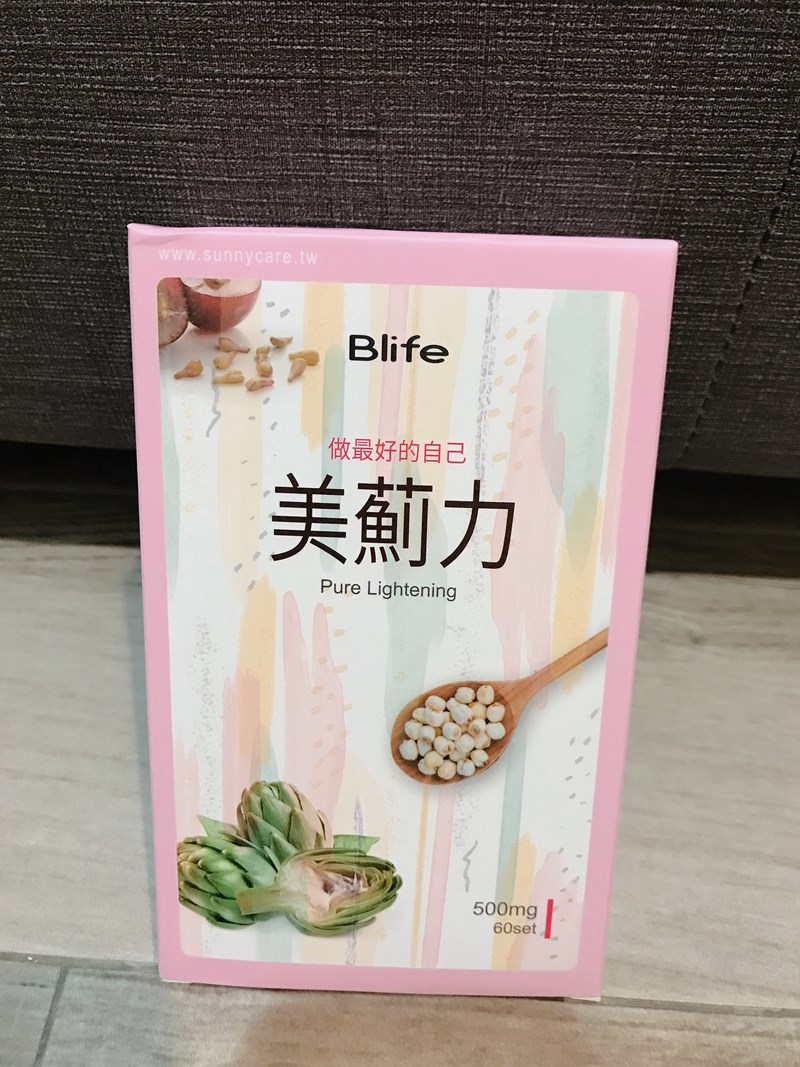 www.sunnycare.tw
Blife
做最好的自己
美薊力
Pure Lightening
500mg
60set